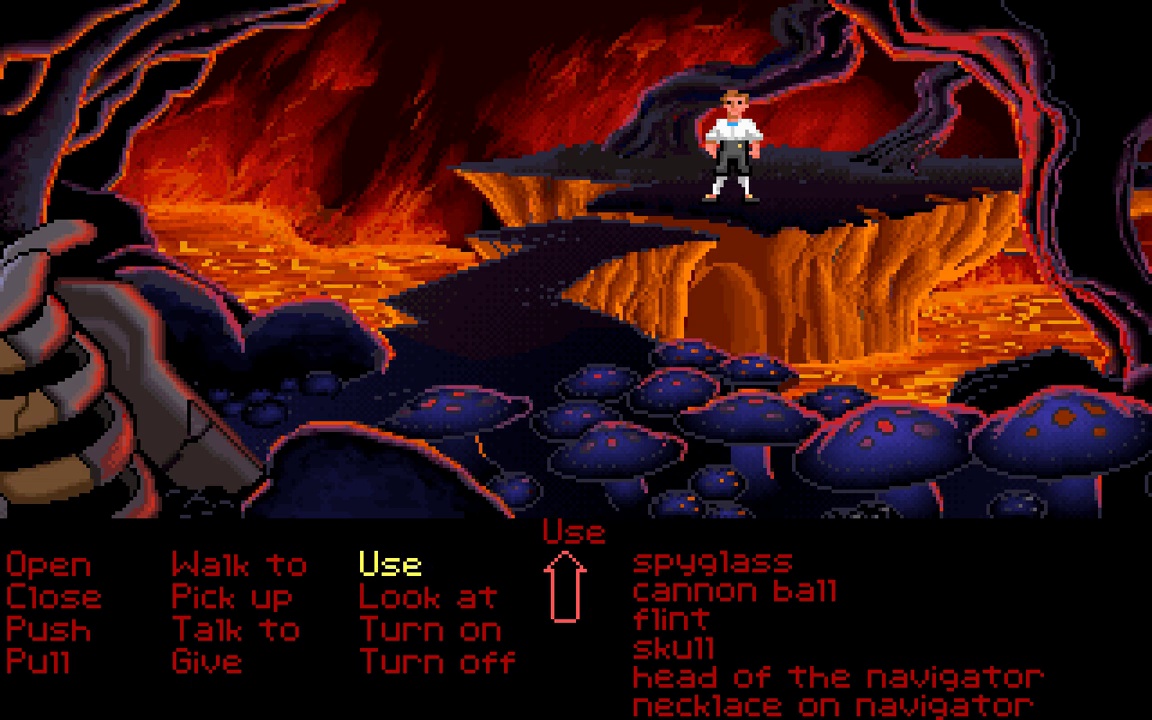 Use
Open Walk to Use
Close Pick up Look at
Push Talk to Turn on
Pull Give Turn off
spyglass
cannon ball
flint
skull
head of the navigator
necklace on navigator